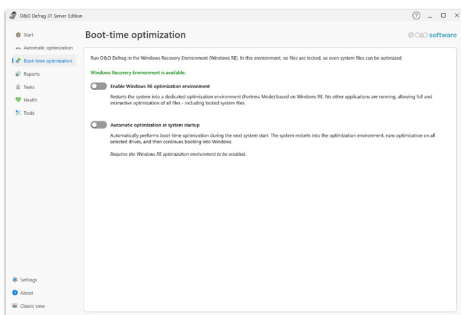 O&O Defrag 31 Server Edition
Start
Automatic optimization
Boot-time optimization
Reports
Tasks
Health
Tools
Settings
About
Classic view
Boot-time optimization
O&O software
Run O&O Defrag in the Windows Recovery Environment (Windows RE). In this environment, no files are locked, so even system files can be optimized.
Windows Recovery Environment is available.
Enable Windows RE optimization environment
Restarts the system into a dedicated optimization environment (Fortress Mode) based on Windows RE. No other applications are running, allowing full and
interactive optimization of all files - including locked system files.
Automatic optimization at system startup
Automatically performs boot-time optimization during the next system start. The system restarts into the optimization environment, runs optimization on all
selected drives, and then continues booting into Windows.
Requires the Windows RE optimization environment to be enabled.